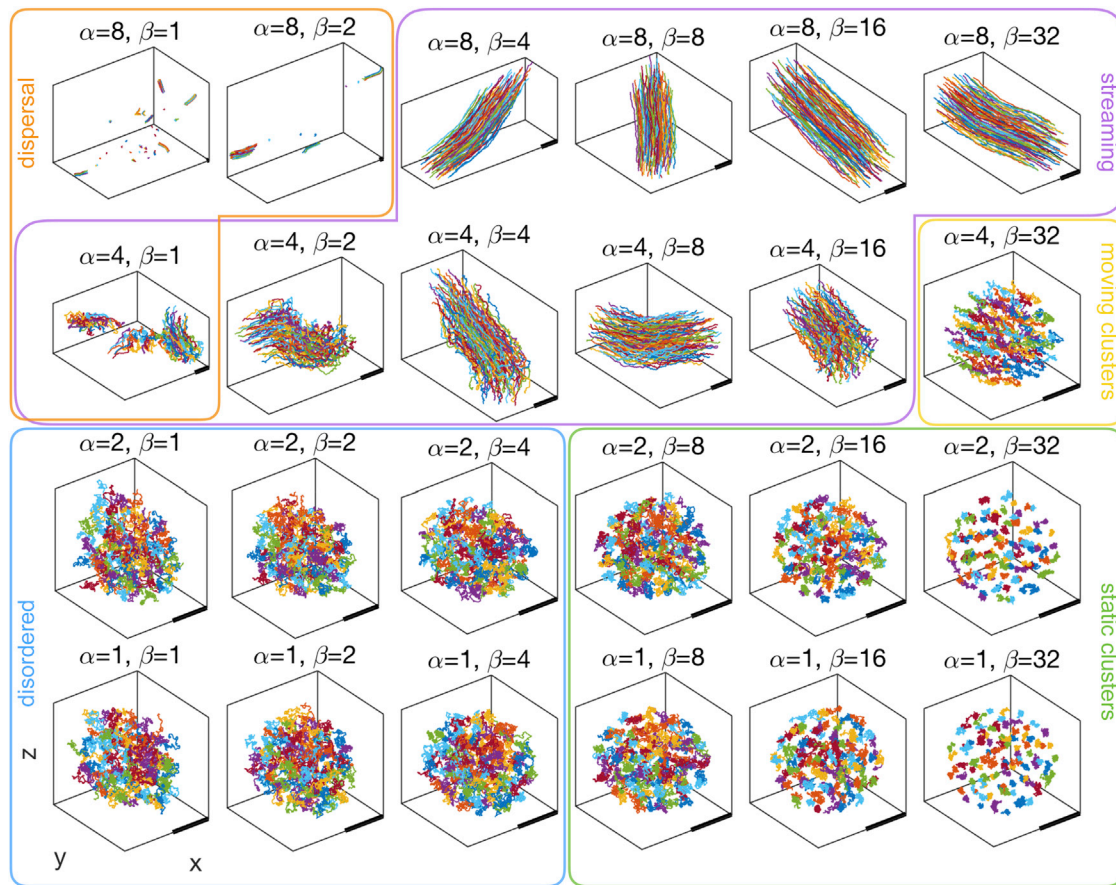 α=8, β=1
α=8, β=2
α=8, β=4
α=8, β=8
α=8, β=16
α=8, β=32
dispersal
streaming
α=4, β=1
α=4, β=2
α=4, β=4
α=4, β=8
α=4, β=16
α=4, β=32
moving clusters
α=2, β=1
α=2, β=2
α=2, β=4
α=2, β=8
α=2, β=16
α=2, β=32
disordered
static clusters
α=1, β=1
α=1, β=2
α=1, β=4
α=1, β=8
α=1, β=16
α=1, β=32
z
y
x